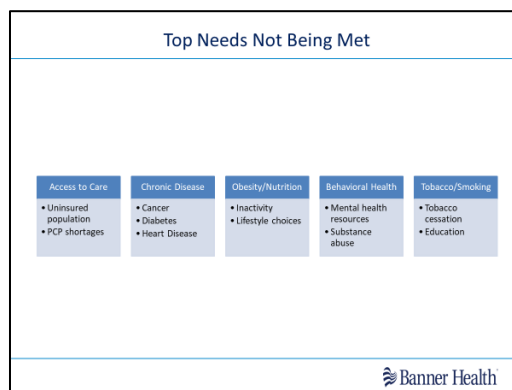 Top Needs Not Being Met
Access to Care
• Uninsured
population
• PCP shortages
Chronic Disease
• Cancer
• Diabetes
• Heart Disease
Obesity/Nutrition
• Inactivity
• Lifestyle choices
Behavioral Health
• Mental health
resources
• Substance
abuse
Tobacco/Smoking
• Tobacco
cessation
• Education
Banner Health